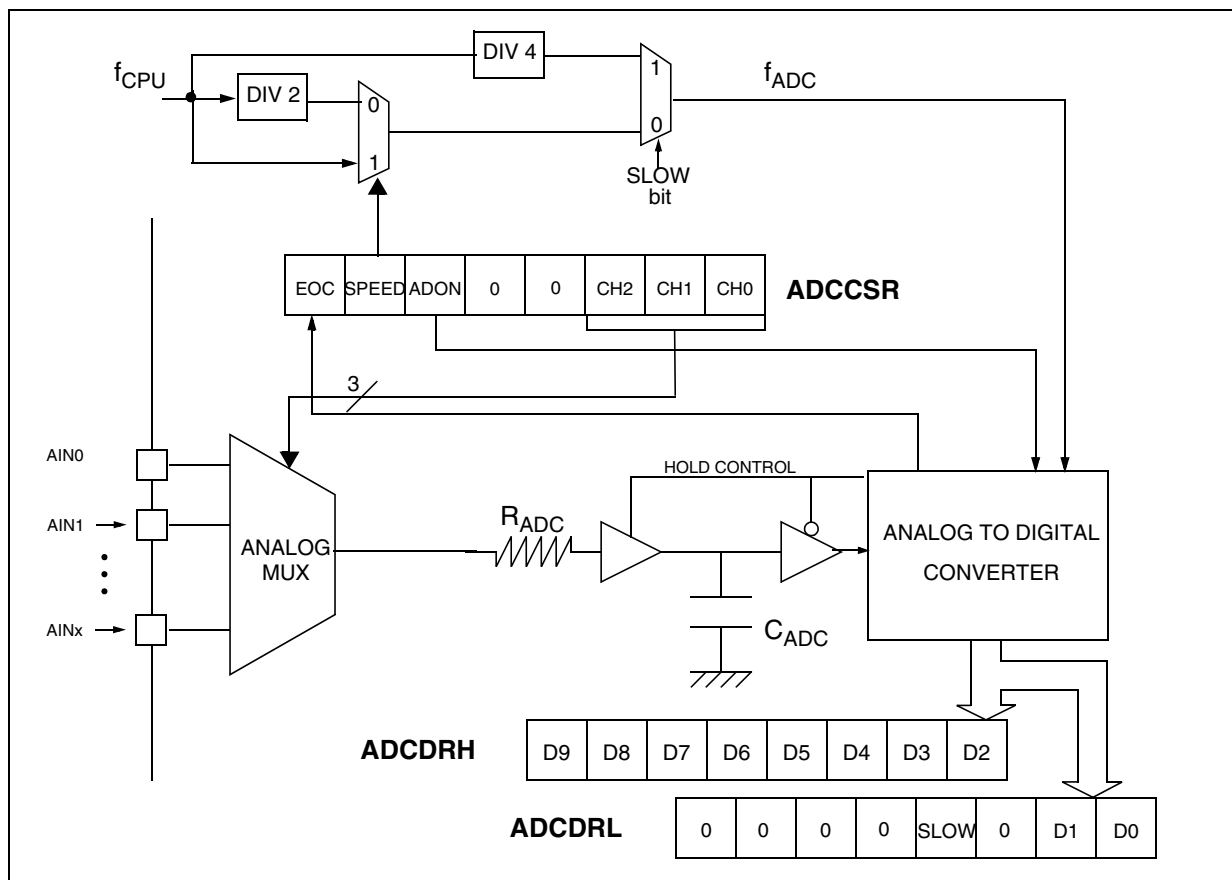 DIV 4
fCPU
DIV 2
0
1
1
0
fADC
SLOW
bit
EOC SPEED ADON 0 0 CH2 CH1 CH0
ADCCSR
3
AIN0
AIN1
AINx
ANALOG
MUX
RADC
HOLD CONTROL
CADC
ANALOG TO DIGITAL
CONVERTER
ADCDRH
D9 D8 D7 D6 D5 D4 D3 D2
ADCDRL
0 0 0 0 SLOW 0 D1 D0